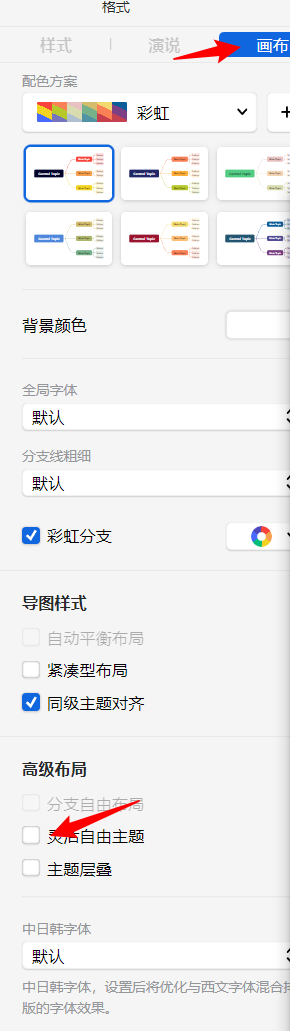 格式
样式
演说
画布
配色方案
彩虹
背景颜色
全局字体
默认
分支线粗细
默认
彩虹分支
导图样式
自动平衡布局
紧凑型布局
同级主题对齐
高级布局
分支自由布局
灵活自由主题
主题层叠
中日韩字体
默认
中日韩字体，设置后将优化与西文字体混合排
版的字体效果。